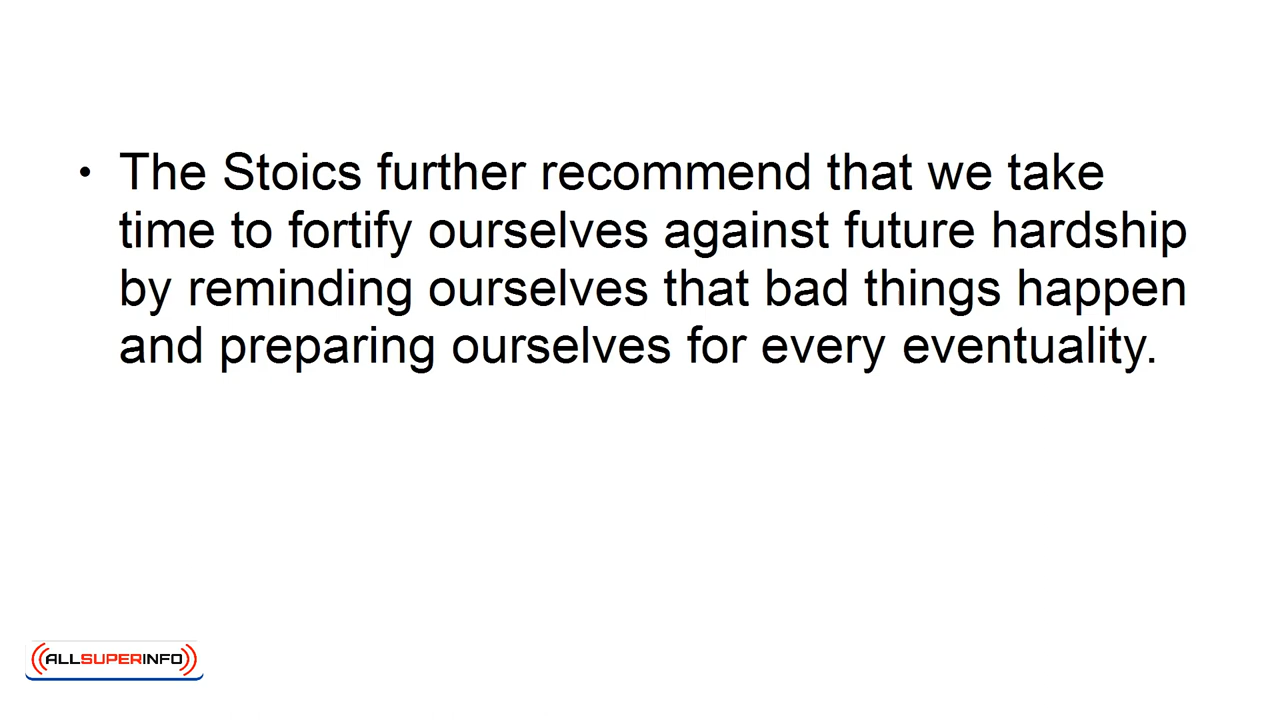 • The Stoics further recommend that we take
time to fortify ourselves against future hardship
by reminding ourselves that bad things happen
and preparing ourselves for every eventuality.
ALLSUPERINFO